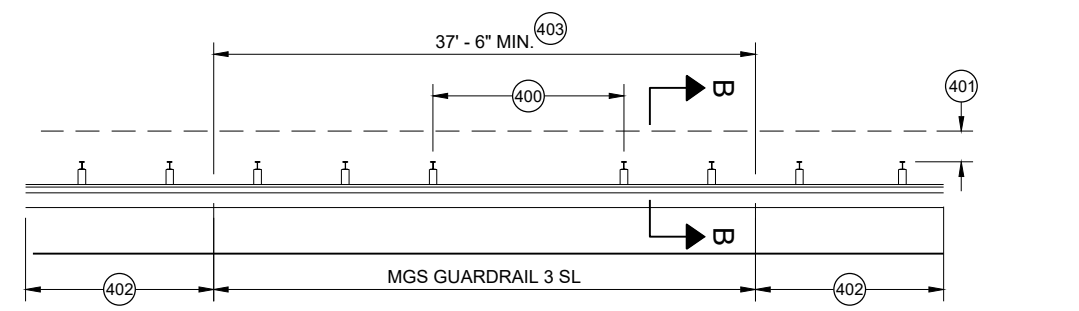 37' - 6" MIN. 403
400
401
B
B
MGS GUARDRAIL 3 SL
402
402